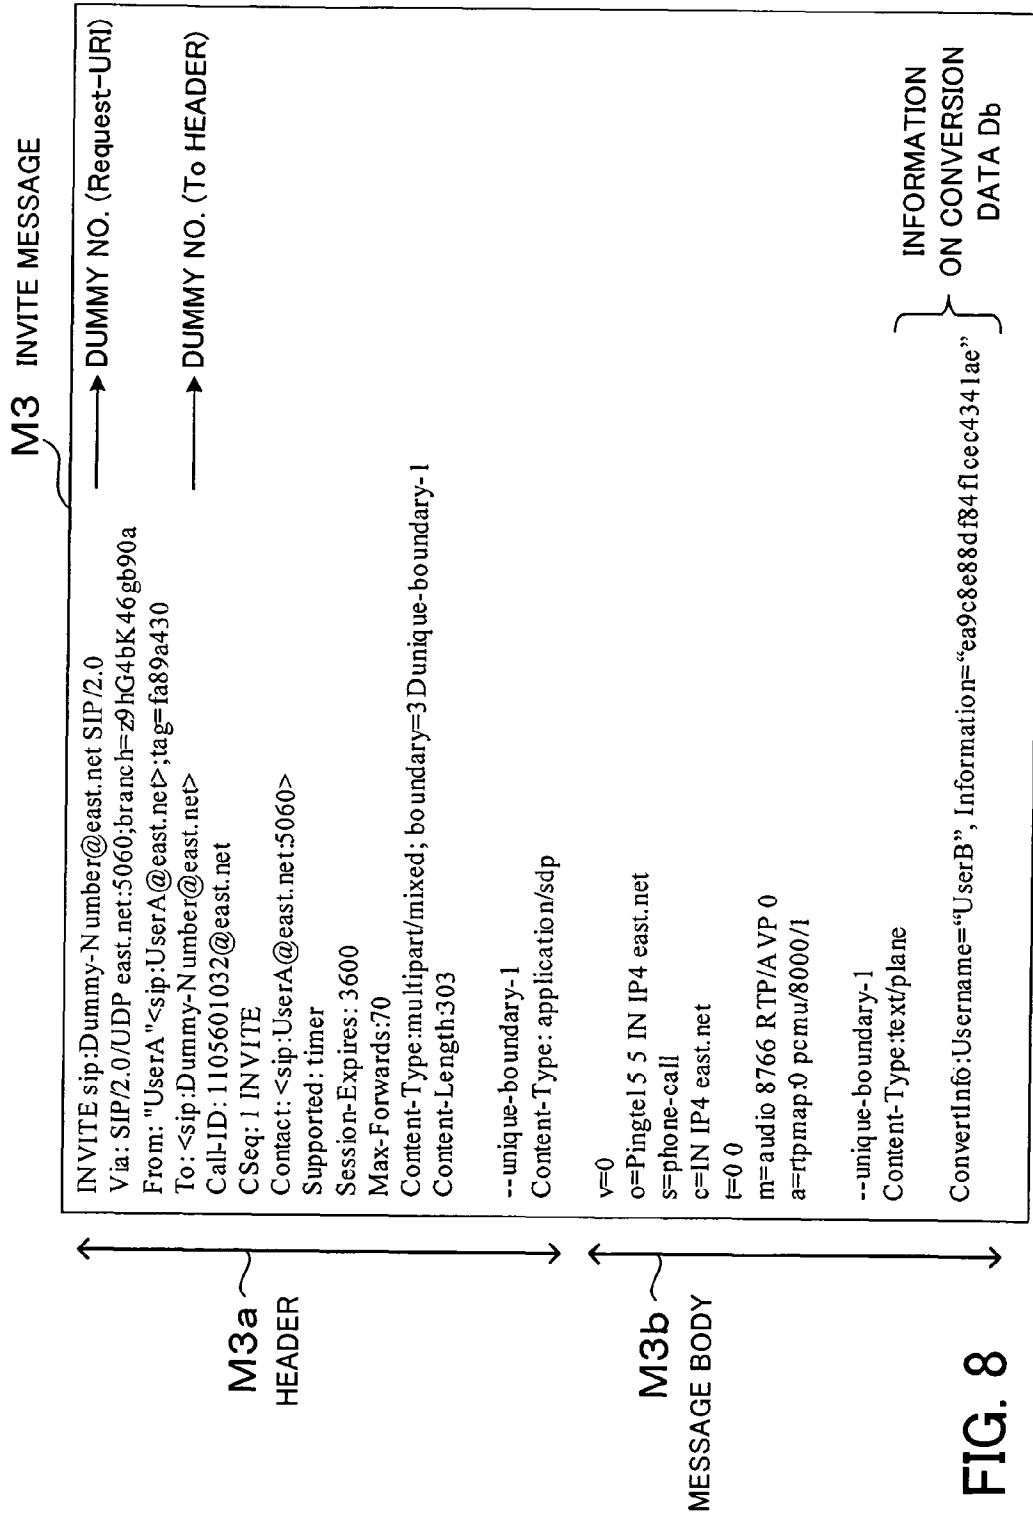 M3 INVITE MESSAGE
INVITE sip:Dummy-Number@east.net SIP/2.0
DUMMY NO. (Request-URI)
Via: SIP/2.0/UDP east.net:5060;branch=z9hG4bK46gb90a
From: "UserA"<sip:UserA@east.net>;tag=fa89a430
To: <sip:Dummy-Number@east.net>
DUMMY NO. (To HEADER)
Call-ID:1105601032@east.net
CSeq: 1 INVITE
Contact: <sip:UserA@east.net:5060>
Supported: timer
Session-Expires: 3600
Max-Forwards:70
Content-Type:multipart/mixed; boundary=3Dunique-boundary-1
Content-Length:303
--unique-boundary-1
Content-Type: application/sdp
M3a
HEADER
v=0
o=Pingtel5 5 IN IP4 east.net
s=phone-call
c=IN IP4 east.net
t=0 0
m=audio 8766 RTP/AVP 0
a=rtpmap:0 pcmu/8000/1
--unique-boundary-1
Content-Type:text/plane
ConvertInfo:Username=“UserB”, Information=“ea9c8e88df84f1cec4341ae”
INFORMATION
ON CONVERSION
DATA Db
M3b
MESSAGE BODY
FIG. 8